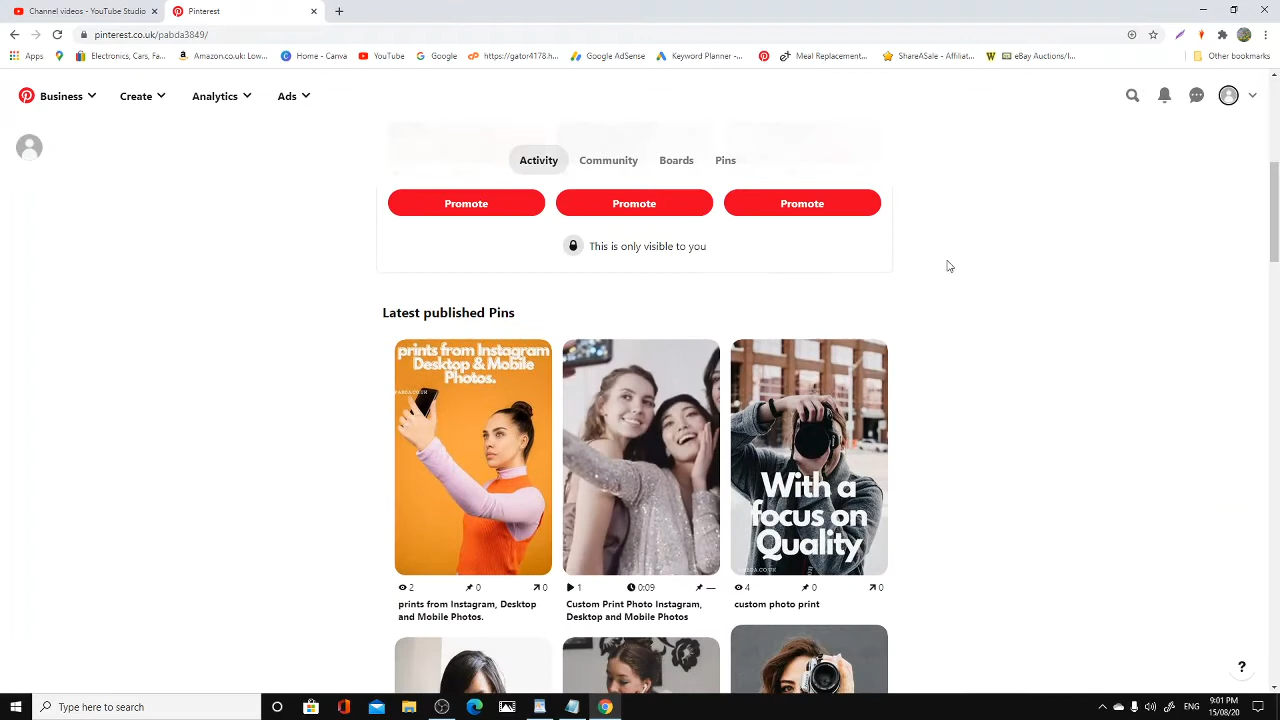 Channel videos - YouTube Studio
Pinterest
pinterest.co.uk/pabda3849/
Apps
Electronics, Cars, Fa...
Amazon.co.uk: Low...
Home - Canva
YouTube
Google
https://gator4178.h...
Google AdSense
Keyword Planner -...
Meal Replacement...
ShareASale - Affiliat...
eBay Auctions/I...
Other bookmarks
Business
Create
Analytics
Ads
Activity
Community
Boards
Pins
Promote
Promote
Promote
This is only visible to you
Latest published Pins
prints from Instagram
Desktop & Mobile
Photos.
With a
focus on
Quality
2
0
0
1
0:09
—
4
0
0
prints from Instagram, Desktop
and Mobile Photos.
Custom Print Photo Instagram,
Desktop and Mobile Photos
custom photo print
?
Type here to search
ENG
9:01 PM
15/08/20